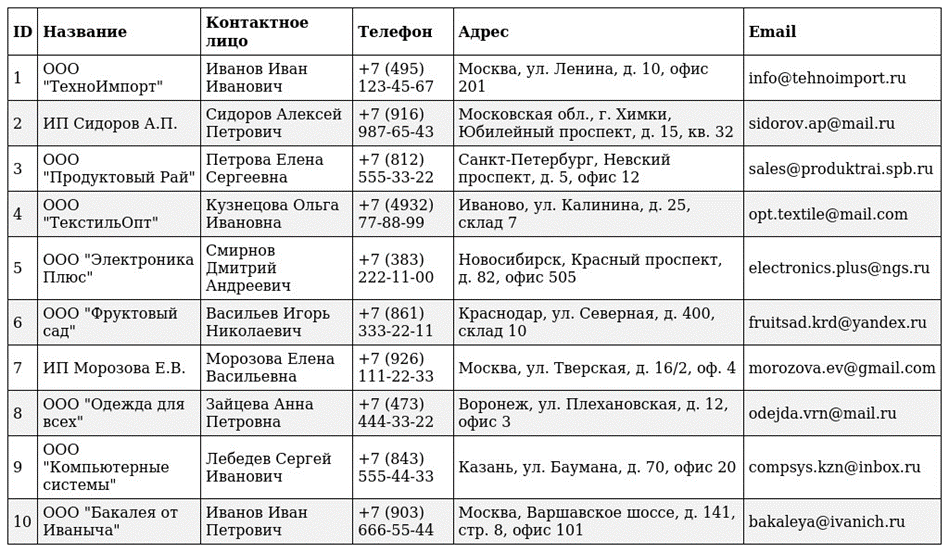 ID Название Контактное лицо Телефон Адрес Email
1 ООО "ТехноИмпорт" Иванов Иван Иванович +7 (495) 123-45-67 Москва, ул. Ленина, д. 10, офис 201 info@tehnoimport.ru
2 ИП Сидоров А.П. Сидоров Алексей Петрович +7 (916) 987-65-43 Московская обл., г. Химки, Юбилейный проспект, д. 15, кв. 32 sidorov.ap@mail.ru
3 ООО "Продуктовый Рай" Петрова Елена Сергеевна +7 (812) 555-33-22 Санкт-Петербург, Невский проспект, д. 5, офис 12 sales@produktrai.spb.ru
4 ООО "ТекстильОпт" Кузнецова Ольга Ивановна +7 (4932) 77-88-99 Иваново, ул. Калинина, д. 25, склад 7 opt.textile@mail.com
5 ООО "Электроника Плюс" Смирнов Дмитрий Андреевич +7 (383) 222-11-00 Новосибирск, Красный проспект, д. 82, офис 505 electronics.plus@ngs.ru
6 ООО "Фруктовый сад" Васильев Игорь Николаевич +7 (861) 333-22-11 Краснодар, ул. Северная, д. 400, склад 10 fruitsad.krd@yandex.ru
7 ИП Морозова Е.В. Морозова Елена Васильевна +7 (926) 111-22-33 Москва, ул. Тверская, д. 16/2, оф. 4 morozova.ev@gmail.com
8 ООО "Одежда для всех" Зайцева Анна Петровна +7 (473) 444-33-22 Воронеж, ул. Плехановская, д. 12, офис 3 odejda.vrn@mail.ru
9 ООО "Компьютерные системы" Лебедев Сергей Иванович +7 (843) 555-44-33 Казань, ул. Баумана, д. 70, офис 20 compsys.kzn@inbox.ru
10 ООО "Бакалея от Иваныча" Иванов Иван Петрович +7 (903) 666-55-44 Москва, Варшавское шоссе, д. 141, стр. 8, офис 101 bakaleya@ivanich.ru